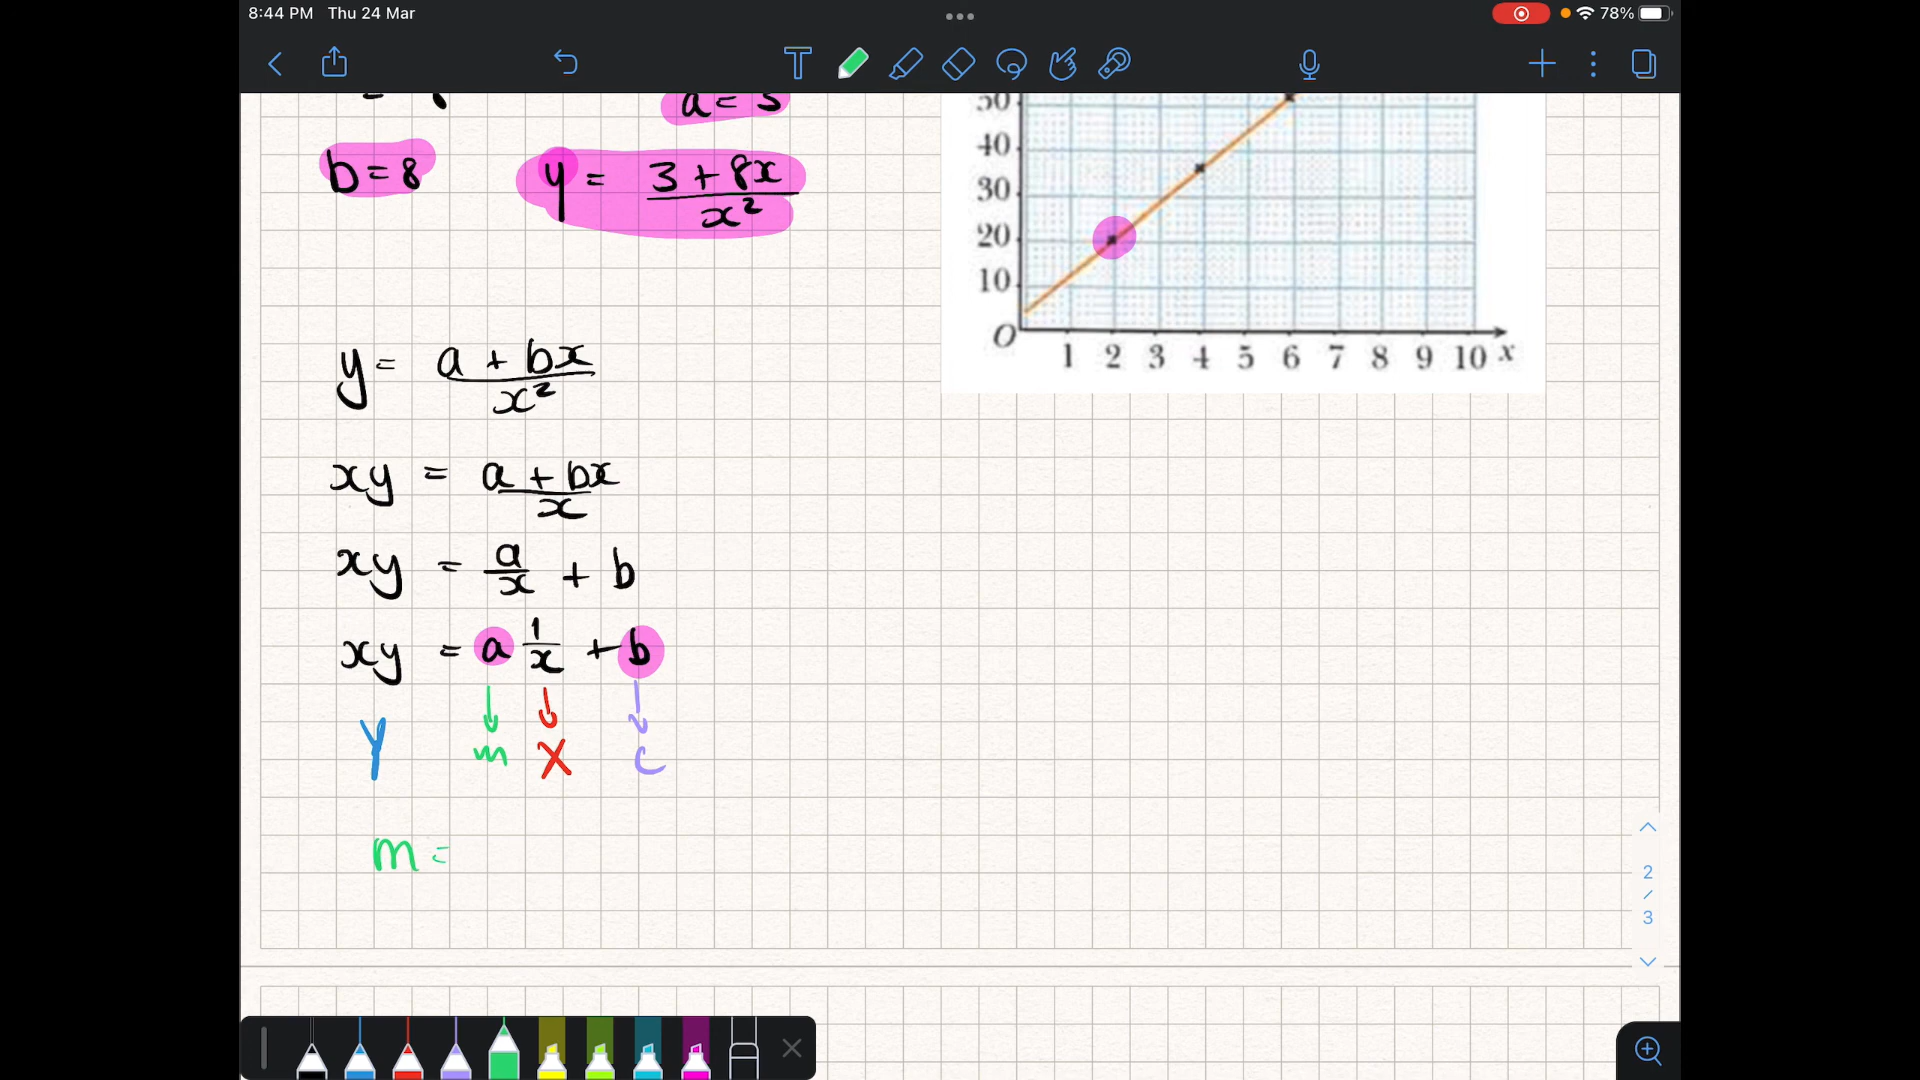 8:44 PM Thu 24 Mar
78%
b = 8
y = (3 + 8x)/x²
50
40
30
20
10
O
1 2 3 4 5 6 7 8 9 10 x
y = (a + bx)/x²
xy = (a + bx)/x
xy = a/x + b
xy = a 1/x + b
Y m X c
m =
2
/
3